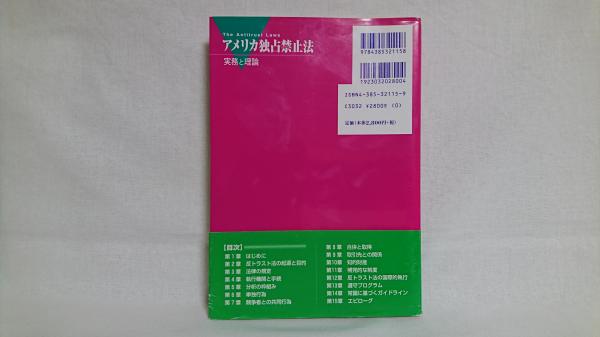 The Antitrust Laws
アメリカ独占禁止法
実務と理論
9784385321158
1923032028004
ISBN4-385-32115-9
C3032 ¥2800E (0)
定価(本体2,800円+税)
【目次】
第1章 はじめに
第2章 反トラスト法の起源と目的
第3章 法律の規定
第4章 執行機関と手続
第5章 分析の枠組み
第6章 単独行為
第7章 競争者との共同行為
第8章 合併と取得
第9章 取引先との関係
第10章 知的財産
第11章 補完的な制度
第12章 反トラスト法の国際的執行
第13章 遵守プログラム
第14章 常識に基づくガイドライン
第15章 エピローグ